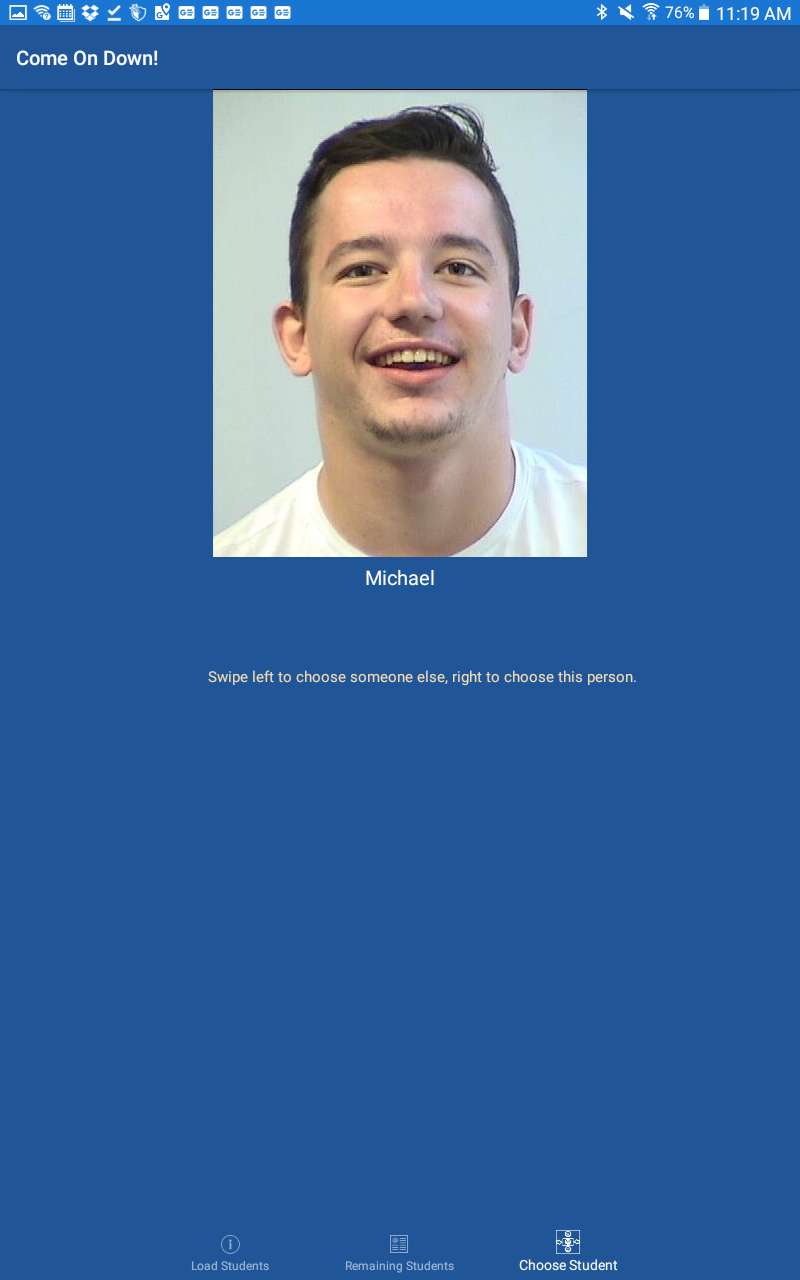 76% 11:19 AM
Come On Down!
Michael
Swipe left to choose someone else, right to choose this person.
Load Students Remaining Students Choose Student